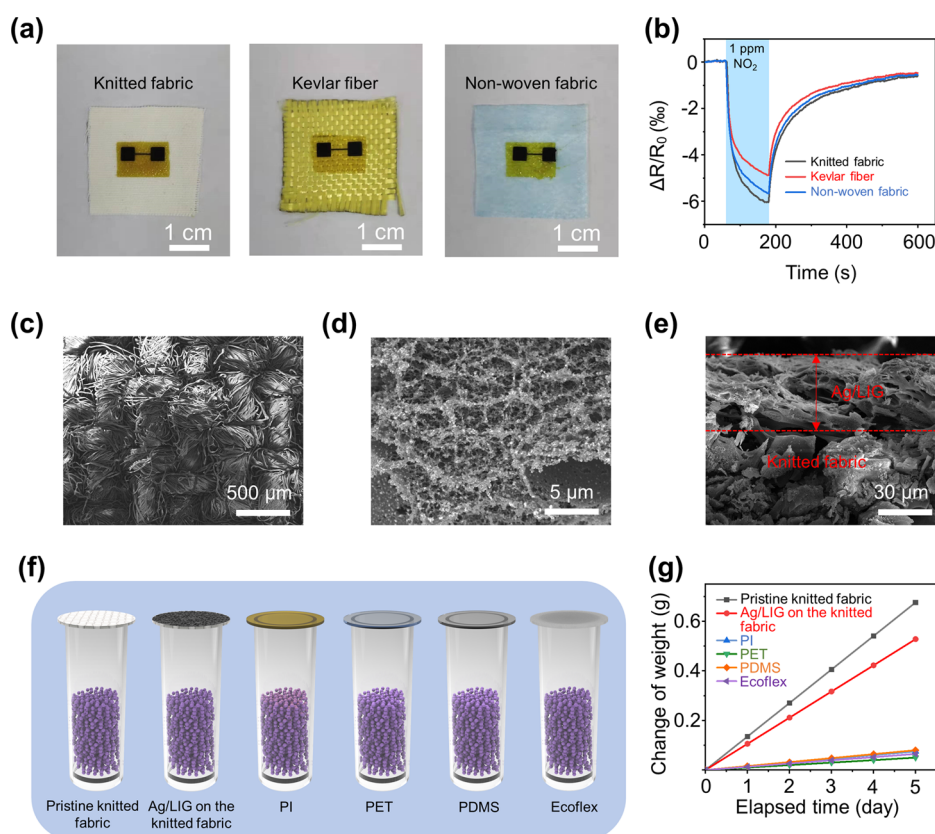 (a)
Knitted fabric
1 cm
Kevlar fiber
1 cm
Non-woven fabric
1 cm
(b)
1 ppm
NO₂
0
-2
-4
-6
ΔR/R₀ (‰)
Knitted fabric
Kevlar fiber
Non-woven fabric
0 200 400 600
Time (s)
(c)
500 μm
(d)
5 μm
(e)
Ag/LIG
Knitted fabric
30 μm
(f)
Pristine knitted
fabric
Ag/LIG on the
knitted fabric
PI
PET
PDMS
Ecoflex
(g)
Change of weight (g)
0.6
0.4
0.2
0
Pristine knitted fabric
Ag/LIG on the knitted
fabric
PI
PET
PDMS
Ecoflex
0 1 2 3 4 5
Elapsed time (day)